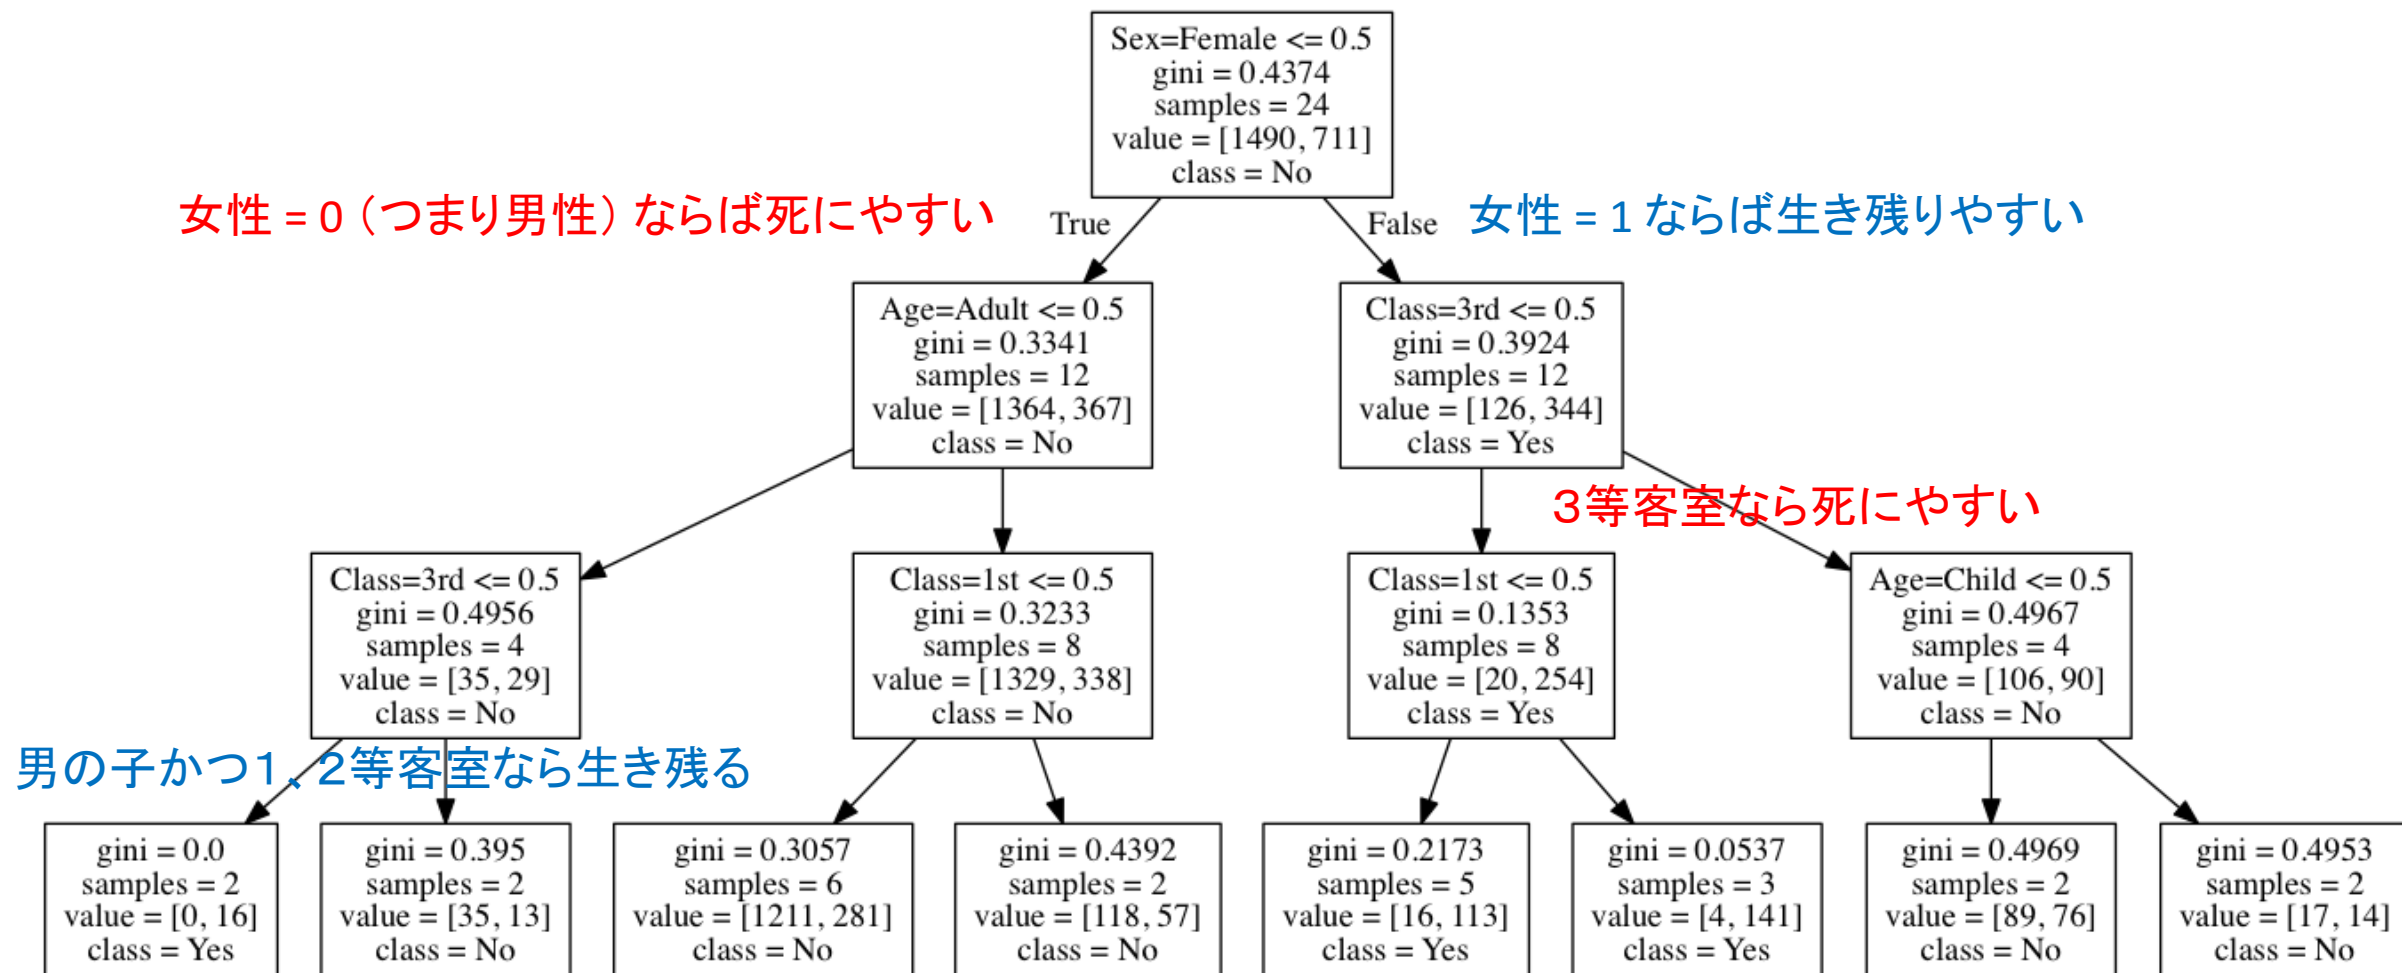 Sex=Female <= 0.5
gini = 0.4374
samples = 24
value = [1490, 711]
class = No
女性 = 0 （つまり男性） ならば死にやすい
True
False
女性 = 1 ならば生き残りやすい
Age=Adult <= 0.5
gini = 0.3341
samples = 12
value = [1364, 367]
class = No
Class=3rd <= 0.5
gini = 0.3924
samples = 12
value = [126, 344]
class = Yes
３等客室なら死にやすい
Class=3rd <= 0.5
gini = 0.4956
samples = 4
value = [35, 29]
class = No
Class=1st <= 0.5
gini = 0.3233
samples = 8
value = [1329, 338]
class = No
Class=1st <= 0.5
gini = 0.1353
samples = 8
value = [20, 254]
class = Yes
Age=Child <= 0.5
gini = 0.4967
samples = 4
value = [106, 90]
class = No
男の子かつ１、２等客室なら生き残る
gini = 0.0
samples = 2
value = [0, 16]
class = Yes
gini = 0.395
samples = 2
value = [35, 13]
class = No
gini = 0.3057
samples = 6
value = [1211, 281]
class = No
gini = 0.4392
samples = 2
value = [118, 57]
class = No
gini = 0.2173
samples = 5
value = [16, 113]
class = Yes
gini = 0.0537
samples = 3
value = [4, 141]
class = Yes
gini = 0.4969
samples = 2
value = [89, 76]
class = No
gini = 0.4953
samples = 2
value = [17, 14]
class = No